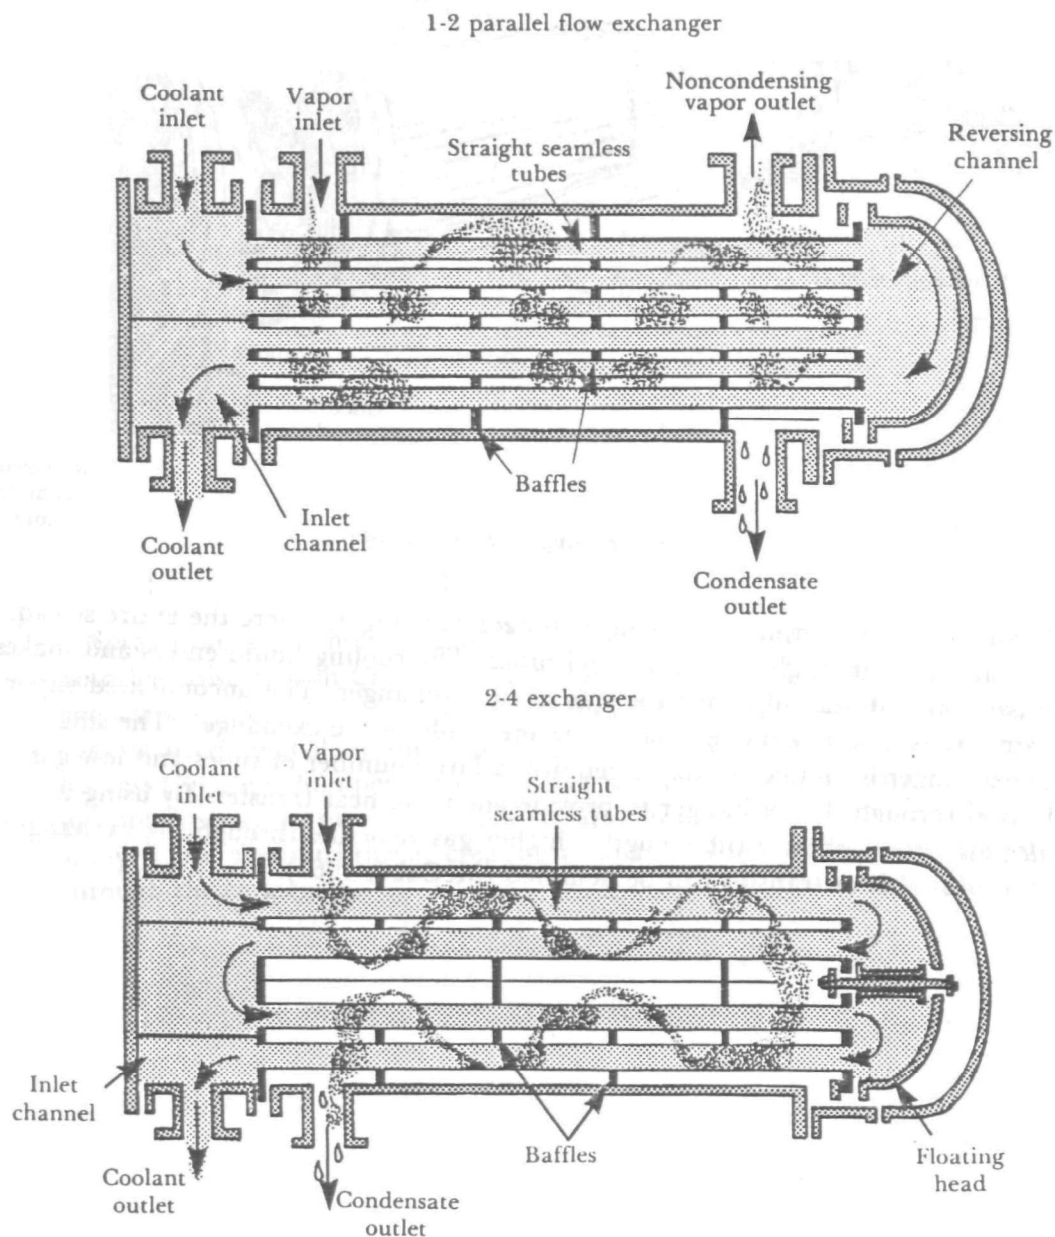 1-2 parallel flow exchanger
Coolant
inlet
Vapor
inlet
Noncondensing
vapor outlet
Straight seamless
tubes
Reversing
channel
Baffles
Inlet
channel
Coolant
outlet
Condensate
outlet
2-4 exchanger
Coolant
inlet
Vapor
inlet
Straight
seamless tubes
Inlet
channel
Baffles
Floating
head
Coolant
outlet
Condensate
outlet